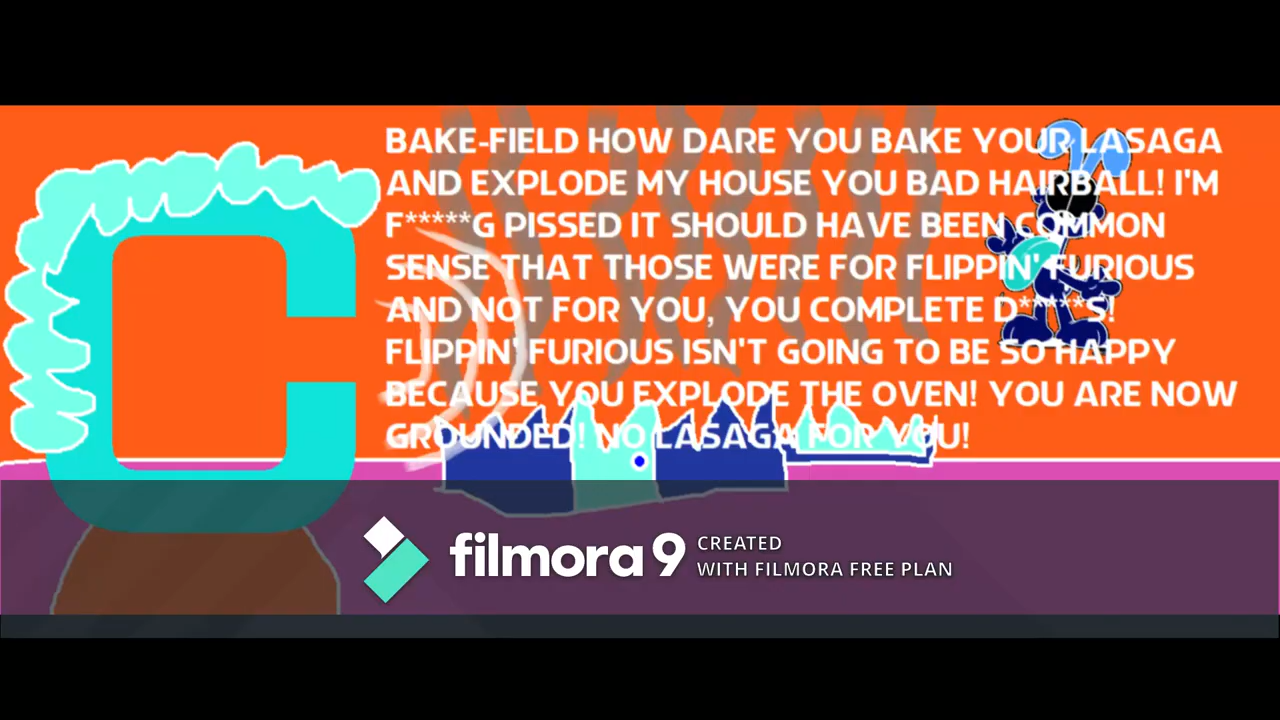 BAKE-FIELD HOW DARE YOU BAKE YOUR LASAGA
AND EXPLODE MY HOUSE YOU BAD HAIRBALL! I'M
F*****G PISSED IT SHOULD HAVE BEEN COMMON
SENSE THAT THOSE WERE FOR FLIPPIN' FURIOUS
AND NOT FOR YOU, YOU COMPLETE D*****S!
FLIPPIN' FURIOUS ISN'T GOING TO BE SO HAPPY
BECAUSE YOU EXPLODE THE OVEN! YOU ARE NOW
GROUNDED! NO LASAGA FOR YOU!
C
filmora 9 CREATED
WITH FILMORA FREE PLAN